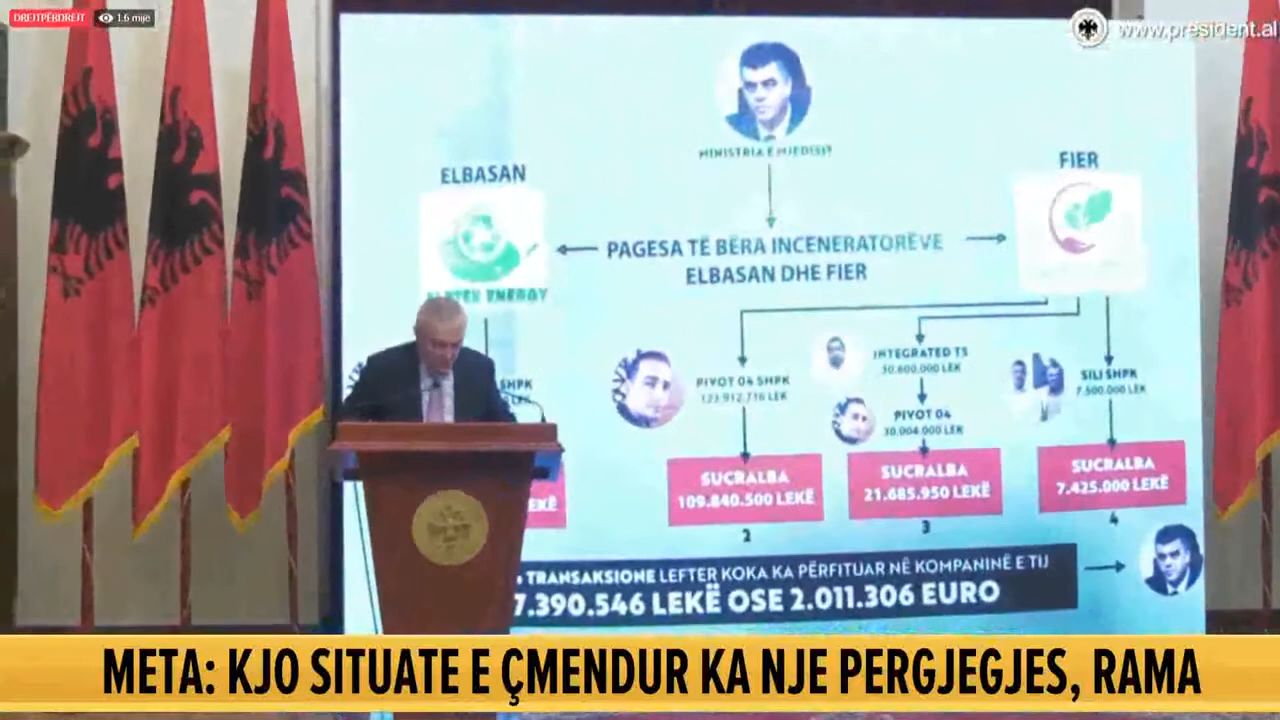 DREJTPËRDREJT
1.6 mije
www.president.al
MINISTRIA E MJEDISIT
ELBASAN
FIER
PAGESA TË BËRA INCENERATORËVE
ELBASAN DHE FIER
ENERGY
SHPK
LEK
PIVOT 04 SHPK
123.912.716 LEK
INTEGRATED TS
30.600.000 LEK
PIVOT 04
30.004.000 LEK
SILI SHPK
7.500.000 LEK
EKË
SUCRALBA
109.840.500 LEKË
2
SUCRALBA
21.685.950 LEKË
3
SUCRALBA
7.425.000 LEKË
4
TRANSAKSIONE LEFTER KOKA KA PËRFITUAR NË KOMPANINË E TIJ
7.390.546 LEKË OSE 2.011.306 EURO
META: KJO SITUATE E ÇMENDUR KA NJE PERGJEGJES, RAMA